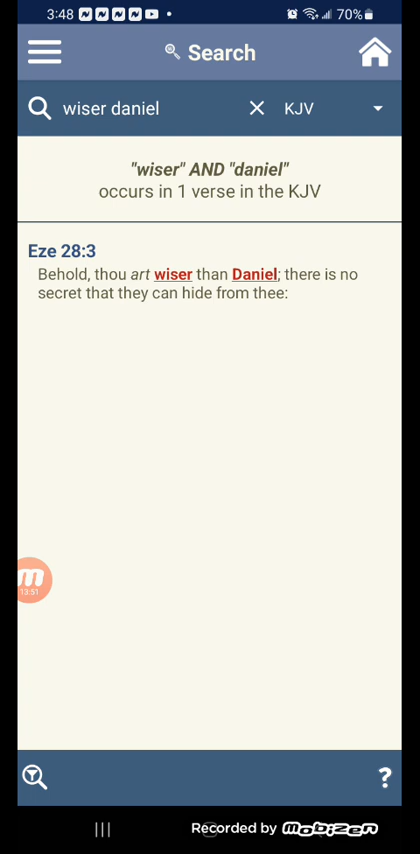 3:48 70%
Search
wiser daniel KJV
"wiser" AND "daniel"
occurs in 1 verse in the KJV
Eze 28:3
Behold, thou art wiser than Daniel; there is no
secret that they can hide from thee:
m
13:51
?
Recorded by mobizen